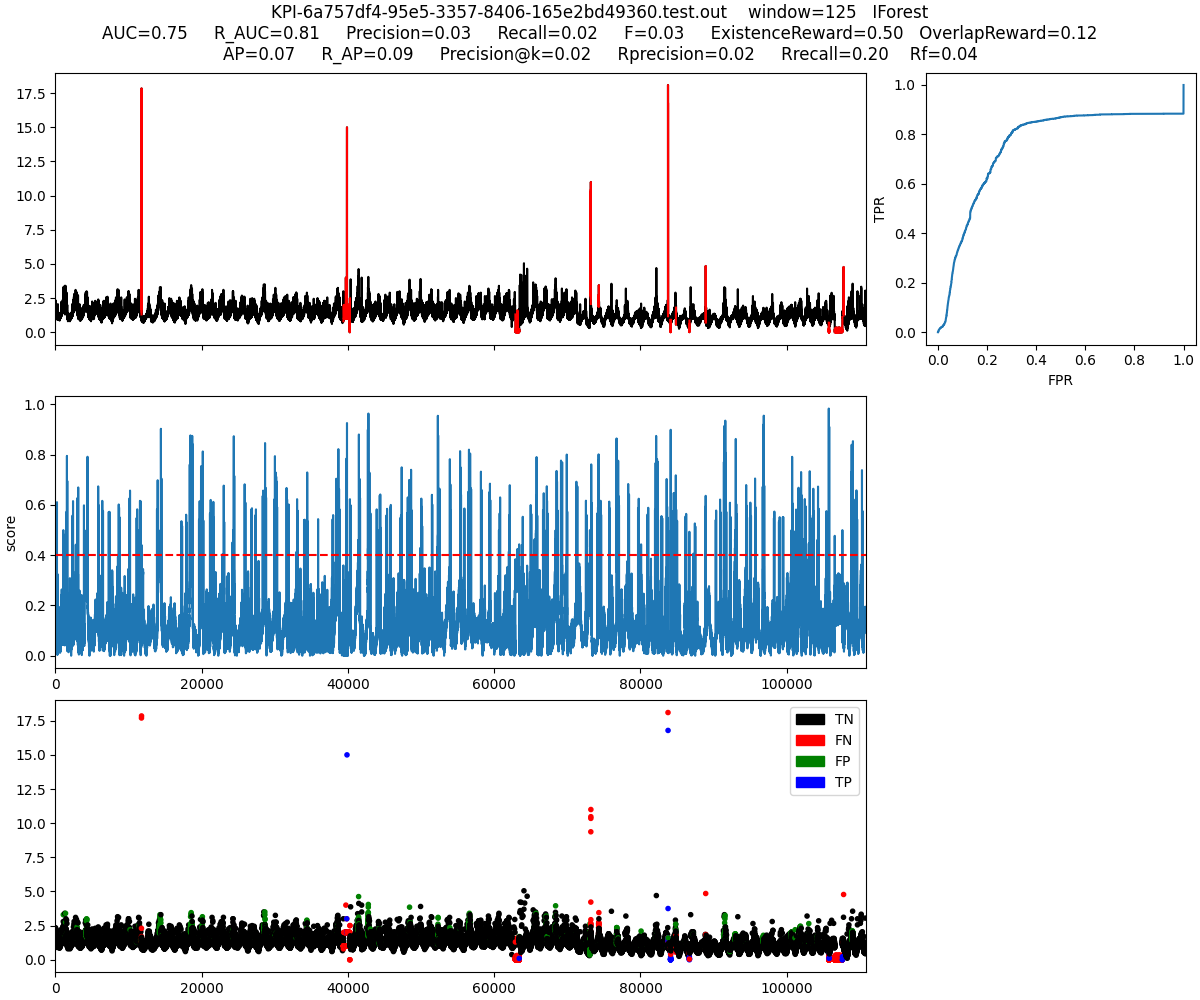 KPI-6a757df4-95e5-3357-8406-165e2bd49360.test.out    window=125   IForest
AUC=0.75     R_AUC=0.81     Precision=0.03     Recall=0.02     F=0.03     ExistenceReward=0.50   OverlapReward=0.12
AP=0.07     R_AP=0.09     Precision@k=0.02     Rprecision=0.02     Rrecall=0.20     Rf=0.04
17.5
15.0
12.5
10.0
7.5
5.0
2.5
0.0
1.0
0.8
0.6
0.4
0.2
0.0
TPR
0.0 0.2 0.4 0.6 0.8 1.0
FPR
1.0
0.8
0.6
0.4
0.2
0.0
score
0 20000 40000 60000 80000 100000
17.5
15.0
12.5
10.0
7.5
5.0
2.5
0.0
TN
FN
FP
TP
0 20000 40000 60000 80000 100000